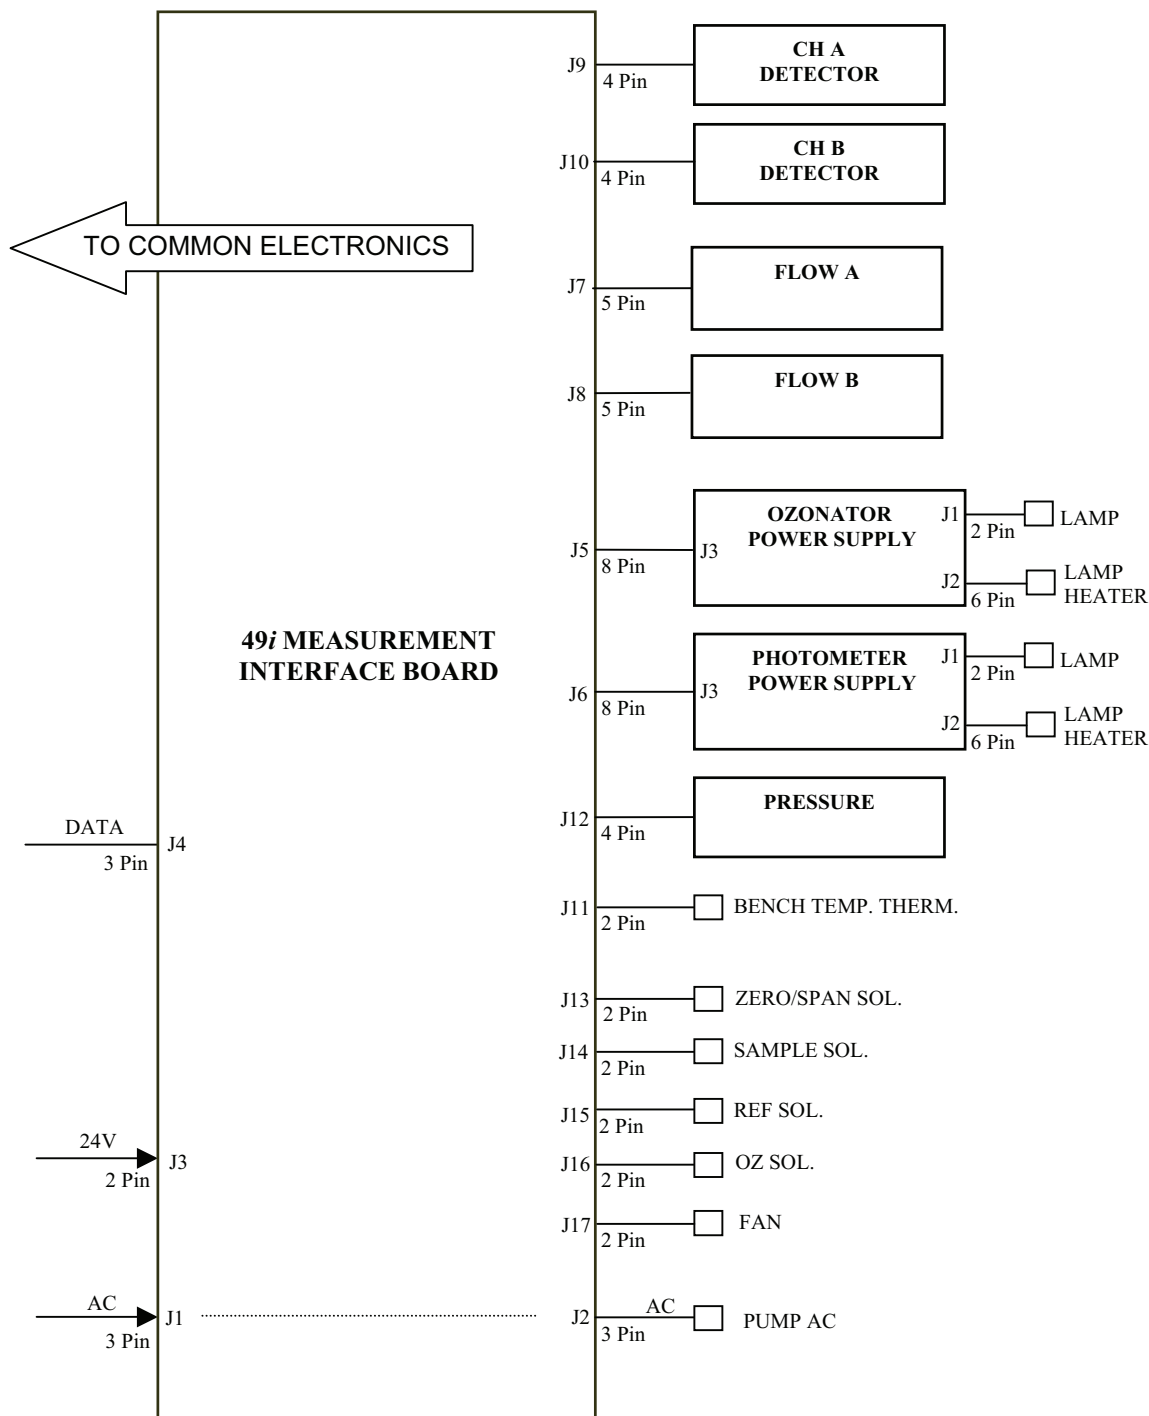 J9
4 Pin
CH A
DETECTOR
J10
4 Pin
CH B
DETECTOR
TO COMMON ELECTRONICS
J7
5 Pin
FLOW A
J8
5 Pin
FLOW B
J5
8 Pin
J3
OZONATOR
POWER SUPPLY
J1
2 Pin
LAMP
J2
6 Pin
LAMP
HEATER
49i MEASUREMENT
INTERFACE BOARD
J6
8 Pin
J3
PHOTOMETER
POWER SUPPLY
J1
2 Pin
LAMP
J2
6 Pin
LAMP
HEATER
J12
4 Pin
PRESSURE
DATA
3 Pin
J4
J11
2 Pin
BENCH TEMP. THERM.
J13
2 Pin
ZERO/SPAN SOL.
J14
2 Pin
SAMPLE SOL.
J15
2 Pin
REF SOL.
24V
2 Pin
J3
J16
2 Pin
OZ SOL.
J17
2 Pin
FAN
AC
3 Pin
J1
J2
AC
3 Pin
PUMP AC